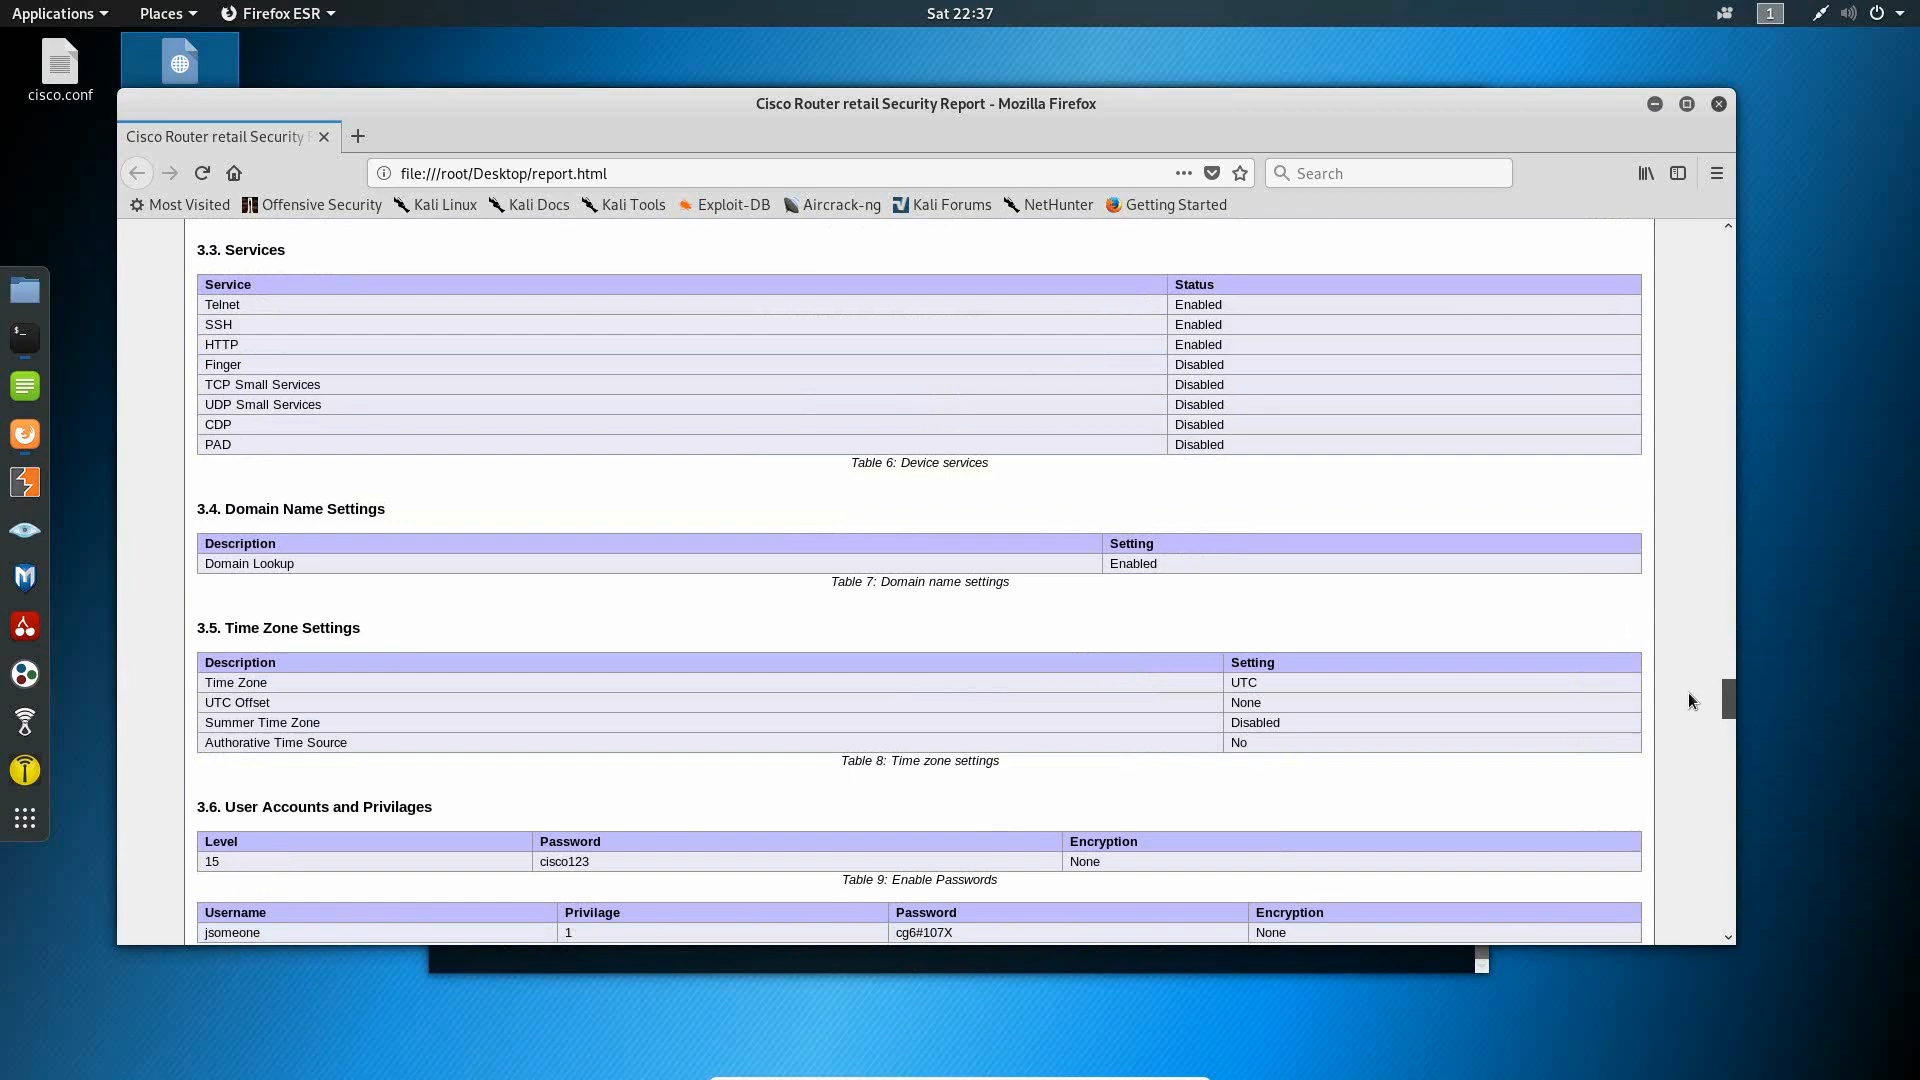 Applications Places Firefox ESR Sat 22:37 1
cisco.conf
Cisco Router retail Security Report - Mozilla Firefox
Cisco Router retail Security
file:///root/Desktop/report.html Search
Most Visited Offensive Security Kali Linux Kali Docs Kali Tools Exploit-DB Aircrack-ng Kali Forums NetHunter Getting Started
3.3. Services
Service Status
Telnet Enabled
SSH Enabled
HTTP Enabled
Finger Disabled
TCP Small Services Disabled
UDP Small Services Disabled
CDP Disabled
PAD Disabled
Table 6: Device services
3.4. Domain Name Settings
Description Setting
Domain Lookup Enabled
Table 7: Domain name settings
3.5. Time Zone Settings
Description Setting
Time Zone UTC
UTC Offset None
Summer Time Zone Disabled
Authorative Time Source No
Table 8: Time zone settings
3.6. User Accounts and Privilages
Level Password Encryption
15 cisco123 None
Table 9: Enable Passwords
Username Privilage Password Encryption
jsomeone 1 cg6#107X None